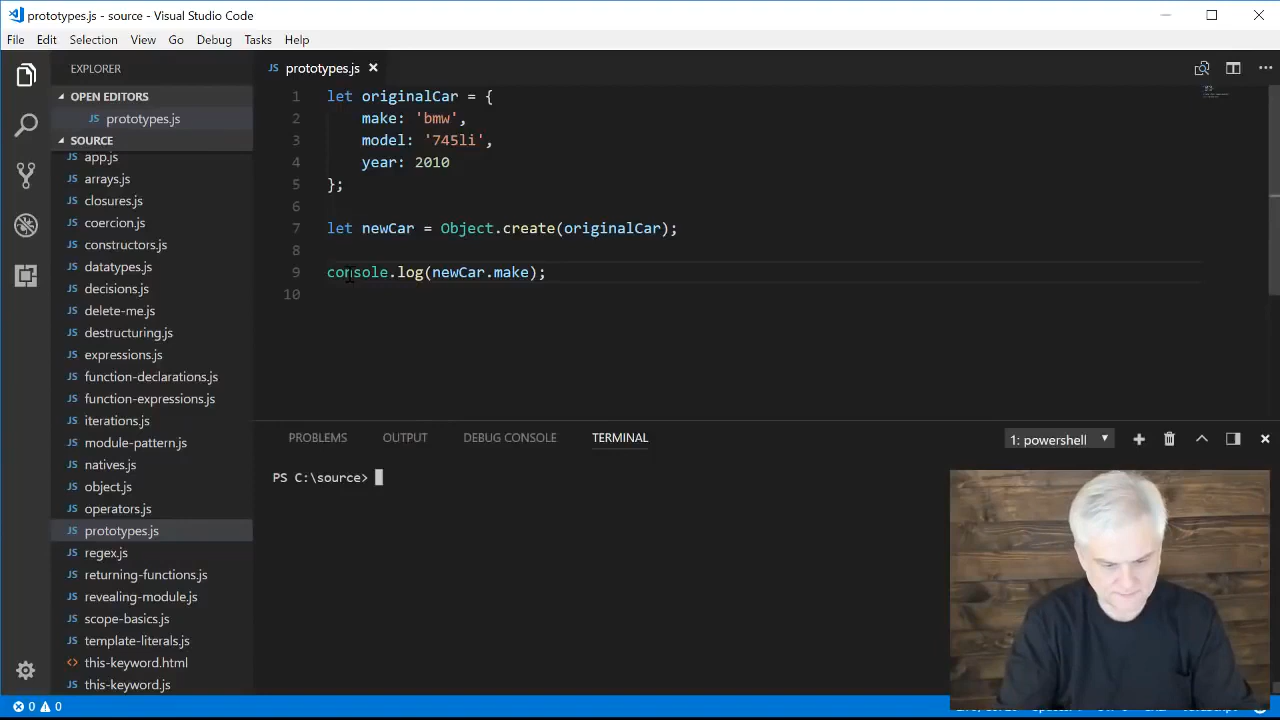 prototypes.js - source - Visual Studio Code
File Edit Selection View Go Debug Tasks Help
EXPLORER
OPEN EDITORS
prototypes.js
SOURCE
app.js
arrays.js
closures.js
coercion.js
constructors.js
datatypes.js
decisions.js
delete-me.js
destructuring.js
expressions.js
function-declarations.js
function-expressions.js
iterations.js
module-pattern.js
natives.js
object.js
operators.js
prototypes.js
regex.js
returning-functions.js
revealing-module.js
scope-basics.js
template-literals.js
this-keyword.html
this-keyword.js
JS prototypes.js
1 let originalCar = {
2 make: 'bmw',
3 model: '745li',
4 year: 2010
5 };
6
7 let newCar = Object.create(originalCar);
8
9 console.log(newCar.make);
10
PROBLEMS OUTPUT DEBUG CONSOLE TERMINAL 1: powershell
PS C:\source>
0 0